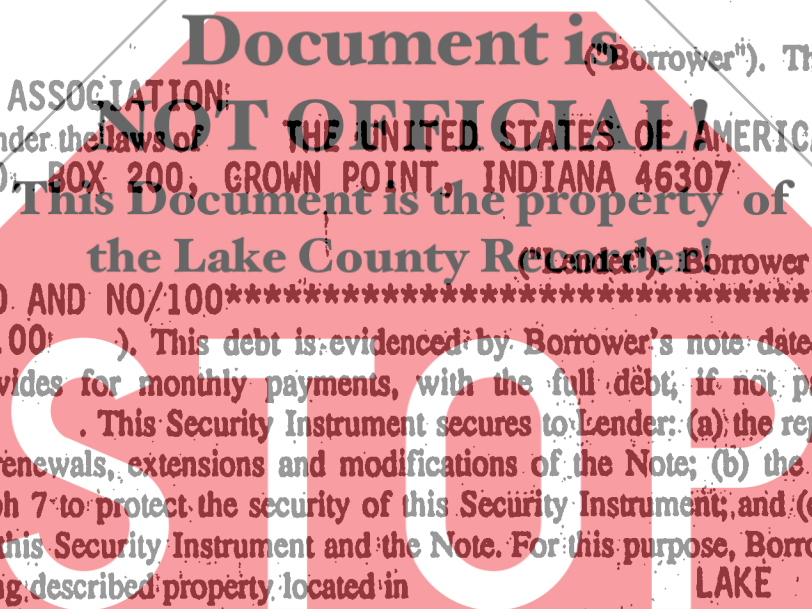 Document is
("Borrower"). Th
ASSOCIATION
NOT OFFICIAL!
nder the laws of THE UNITED STATES OF AMERICA
BOX 200, CROWN POINT, INDIANA 46307
This Document is the property of
the Lake County Recorder!
("Lender"). Borrower
AND NO/100******************************
00 ). This debt is evidenced by Borrower's note date
vides for monthly payments, with the full debt, if not p
. This Security Instrument secures to Lender: (a) the rep
renewals, extensions and modifications of the Note; (b) the
ph 7 to protect the security of this Security Instrument; and (
this Security Instrument and the Note. For this purpose, Borro
ng described property located in LAKE
STOP